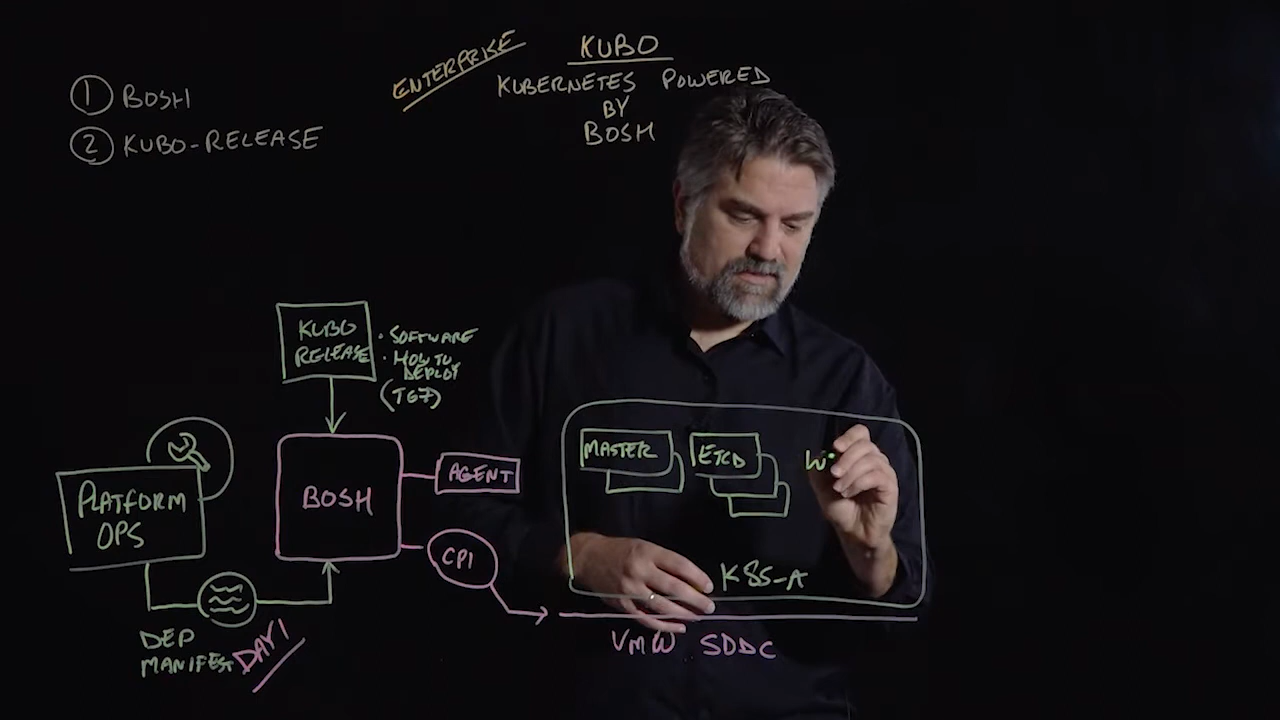 ENTERPRISE
KUBO
KUBERNETES POWERED
BY
BOSH
① BOSH
② KUBO-RELEASE
KUBO
RELEASE
• SOFTWARE
• HOW TO
DEPLOY
(TGZ)
PLATFORM
OPS
BOSH
AGENT
CPI
DEP
MANIFEST
DAY 1
MASTER
ETCD
K8S-A
VMW SDDC